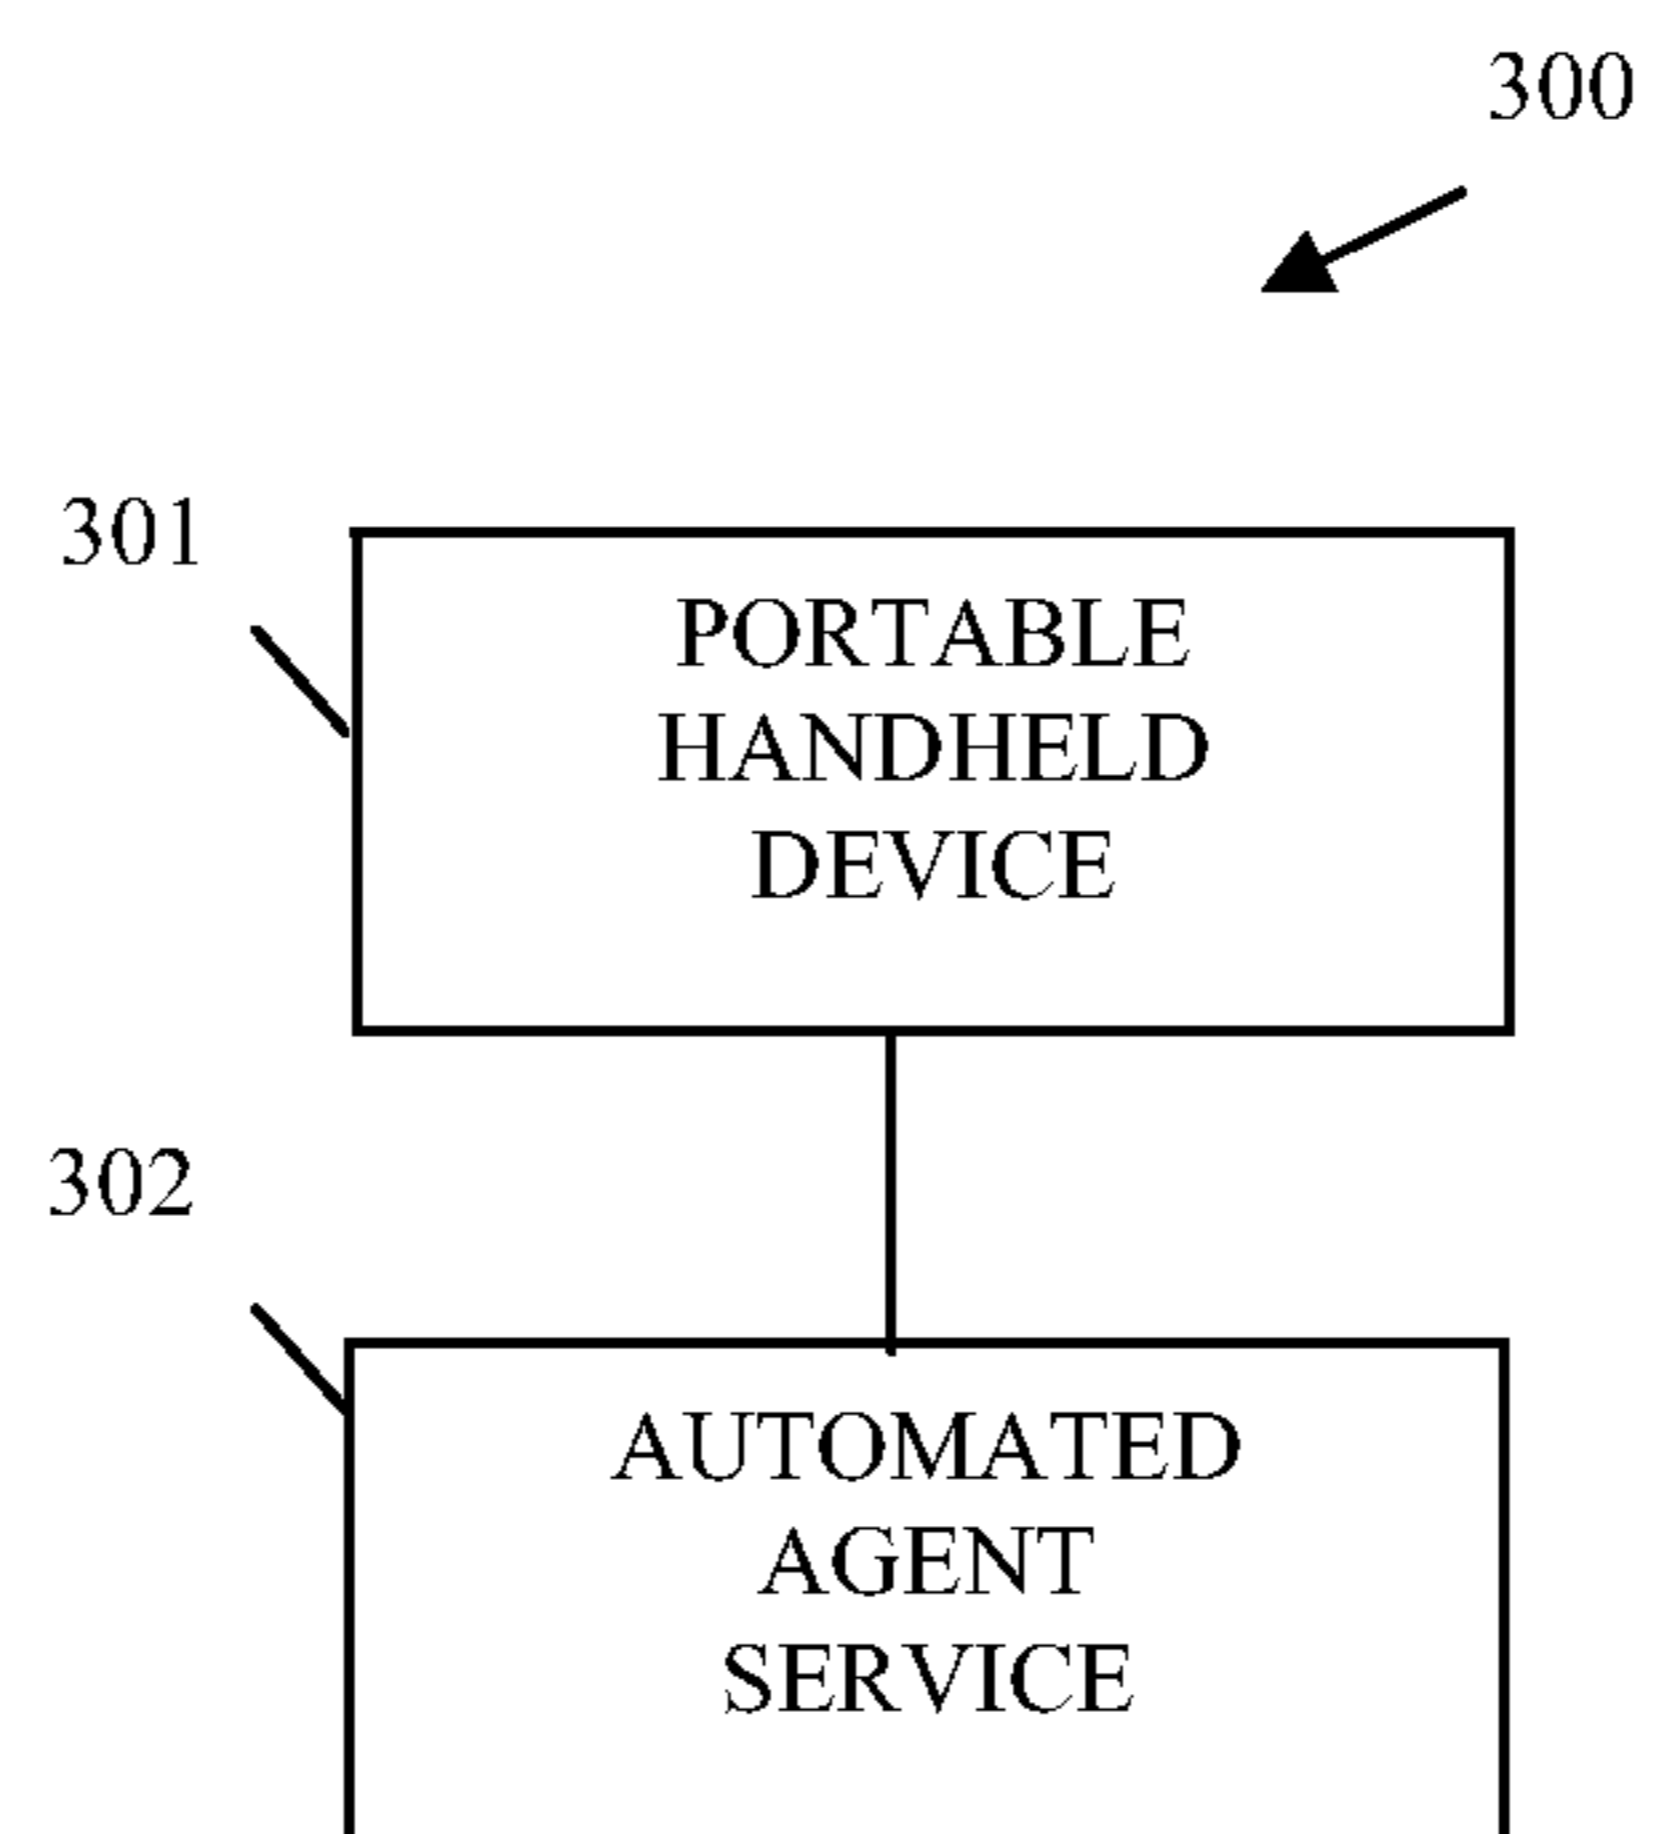 300
301
PORTABLE
HANDHELD
DEVICE
302
AUTOMATED
AGENT
SERVICE